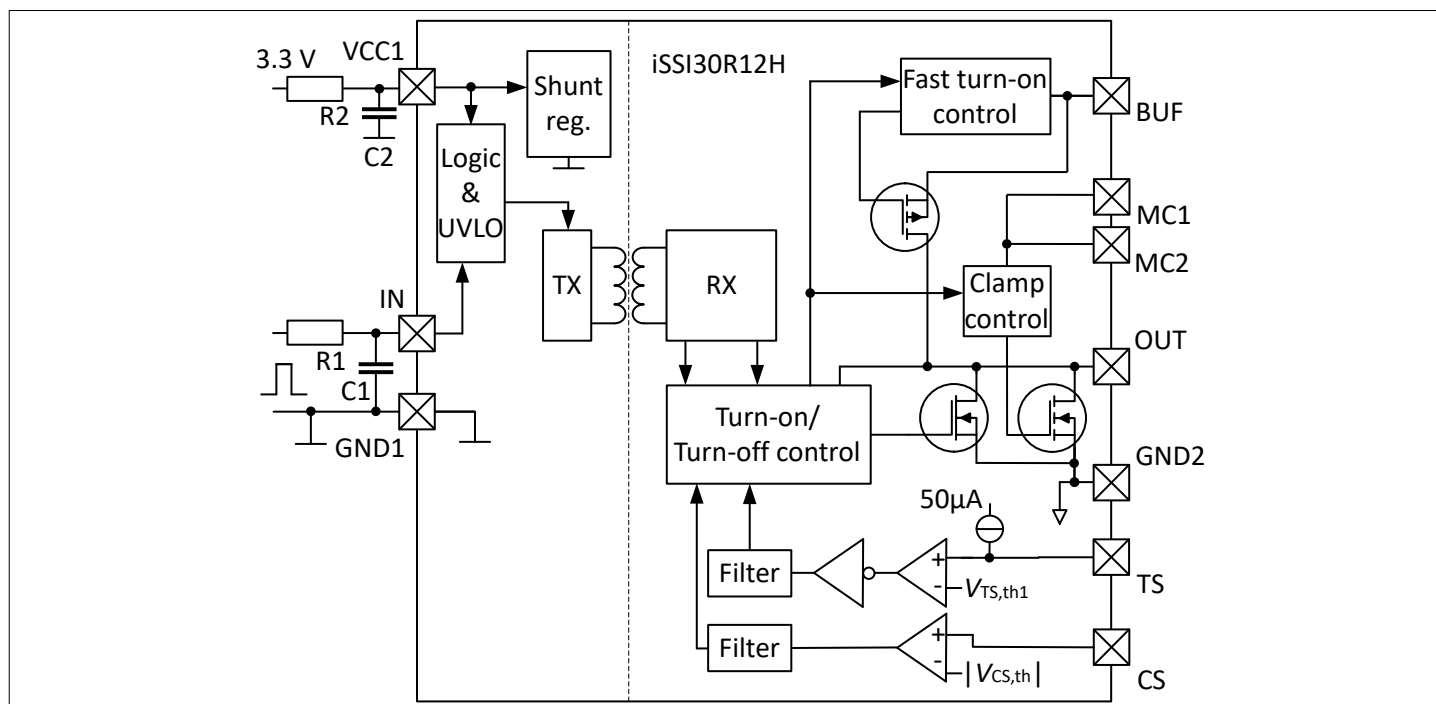 3.3 V
VCC1
R2
C2
Shunt
reg.
Logic
&
UVLO
iSSI30R12H
Fast turn-on
control
BUF
MC1
MC2
TX
RX
Clamp
control
IN
R1
C1
GND1
OUT
Turn-on/
Turn-off control
GND2
50µA
Filter
+
-
VTS,th1
TS
Filter
+
-
|VCS,th|
CS